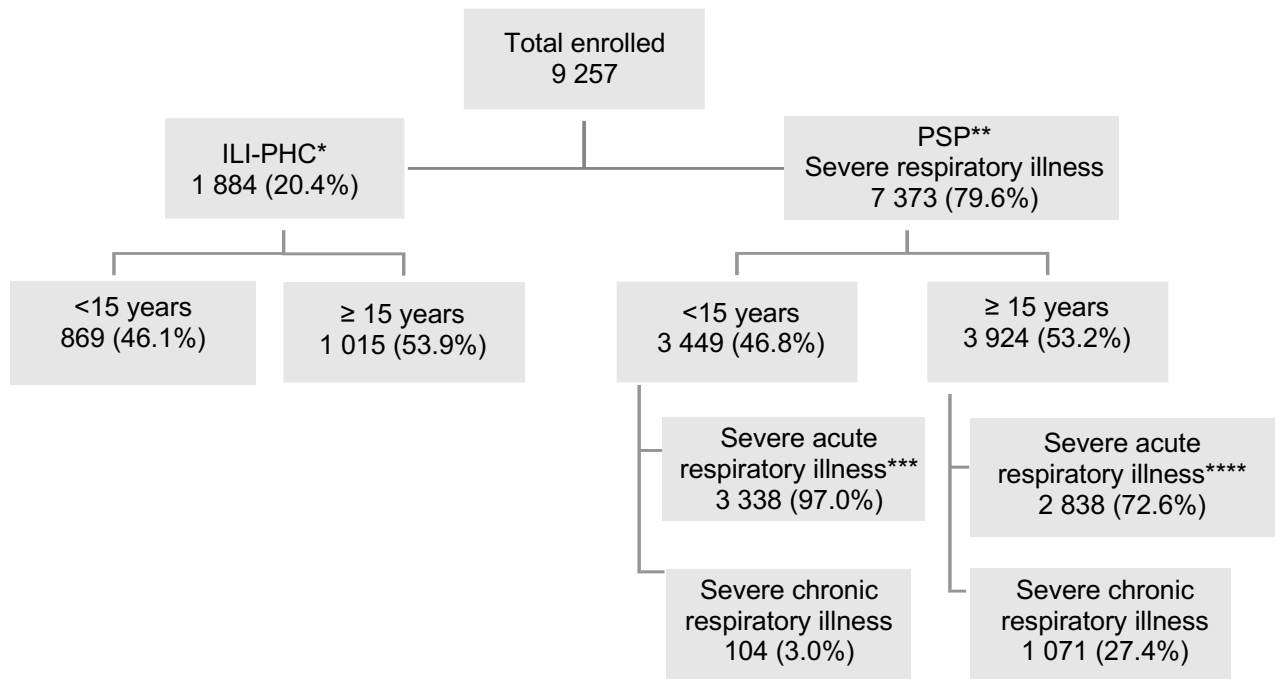 Total enrolled
9 257
ILI-PHC*
1 884 (20.4%)
PSP**
Severe respiratory illness
7 373 (79.6%)
<15 years
869 (46.1%)
≥ 15 years
1 015 (53.9%)
<15 years
3 449 (46.8%)
≥ 15 years
3 924 (53.2%)
Severe acute
respiratory illness***
3 338 (97.0%)
Severe acute
respiratory illness****
2 838 (72.6%)
Severe chronic
respiratory illness
104 (3.0%)
Severe chronic
respiratory illness
1 071 (27.4%)